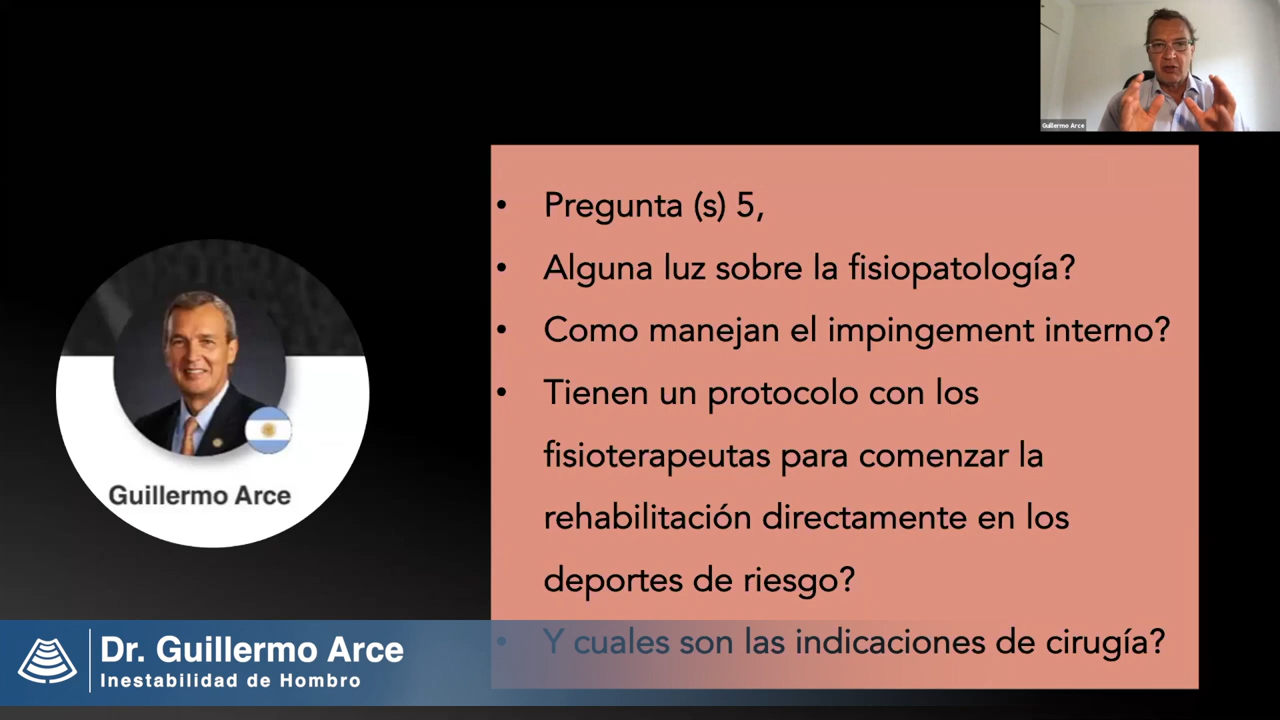 Guillermo Arce
• Pregunta (s) 5,
• Alguna luz sobre la fisiopatología?
• Como manejan el impingement interno?
• Tienen un protocolo con los
fisioterapeutas para comenzar la
rehabilitación directamente en los
deportes de riesgo?
• Y cuales son las indicaciones de cirugía?
Guillermo Arce
Dr. Guillermo Arce
Inestabilidad de Hombro